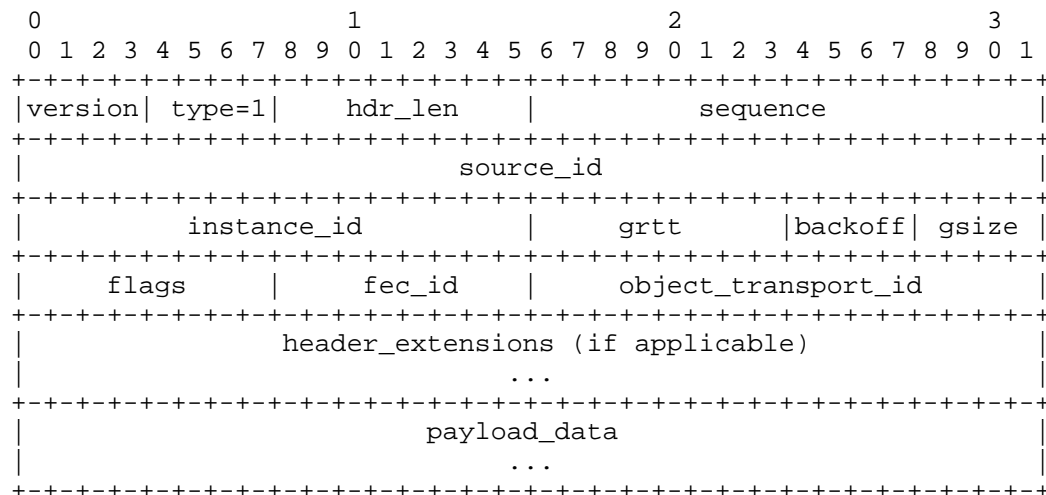 0                   1                   2                   3
 0 1 2 3 4 5 6 7 8 9 0 1 2 3 4 5 6 7 8 9 0 1 2 3 4 5 6 7 8 9 0 1
+-+-+-+-+-+-+-+-+-+-+-+-+-+-+-+-+-+-+-+-+-+-+-+-+-+-+-+-+-+-+-+-+
|version| type=1|    hdr_len    |          sequence             |
+-+-+-+-+-+-+-+-+-+-+-+-+-+-+-+-+-+-+-+-+-+-+-+-+-+-+-+-+-+-+-+-+
|                           source_id                           |
+-+-+-+-+-+-+-+-+-+-+-+-+-+-+-+-+-+-+-+-+-+-+-+-+-+-+-+-+-+-+-+-+
|          instance_id          |     grtt      |backoff| gsize |
+-+-+-+-+-+-+-+-+-+-+-+-+-+-+-+-+-+-+-+-+-+-+-+-+-+-+-+-+-+-+-+-+
|     flags     |     fec_id    |     object_transport_id       |
+-+-+-+-+-+-+-+-+-+-+-+-+-+-+-+-+-+-+-+-+-+-+-+-+-+-+-+-+-+-+-+-+
|                header_extensions (if applicable)              |
|                              ...                              |
+-+-+-+-+-+-+-+-+-+-+-+-+-+-+-+-+-+-+-+-+-+-+-+-+-+-+-+-+-+-+-+-+
|                         payload_data                          |
|                              ...                              |
+-+-+-+-+-+-+-+-+-+-+-+-+-+-+-+-+-+-+-+-+-+-+-+-+-+-+-+-+-+-+-+-+